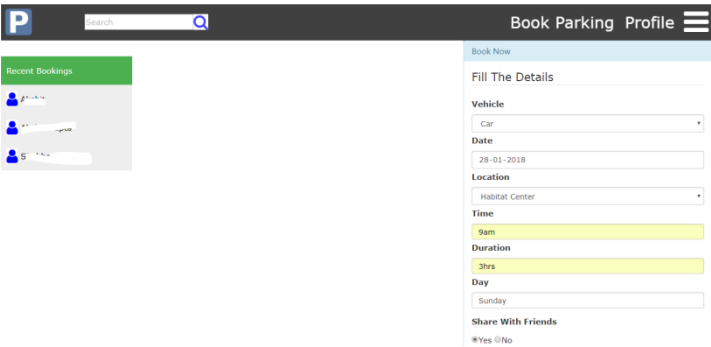 P
Search
Book Parking Profile
Recent Bookings
Book Now
Fill The Details
Vehicle
Car
Date
28-01-2018
Location
Habitat Center
Time
9am
Duration
3hrs
Day
Sunday
Share With Friends
Yes No